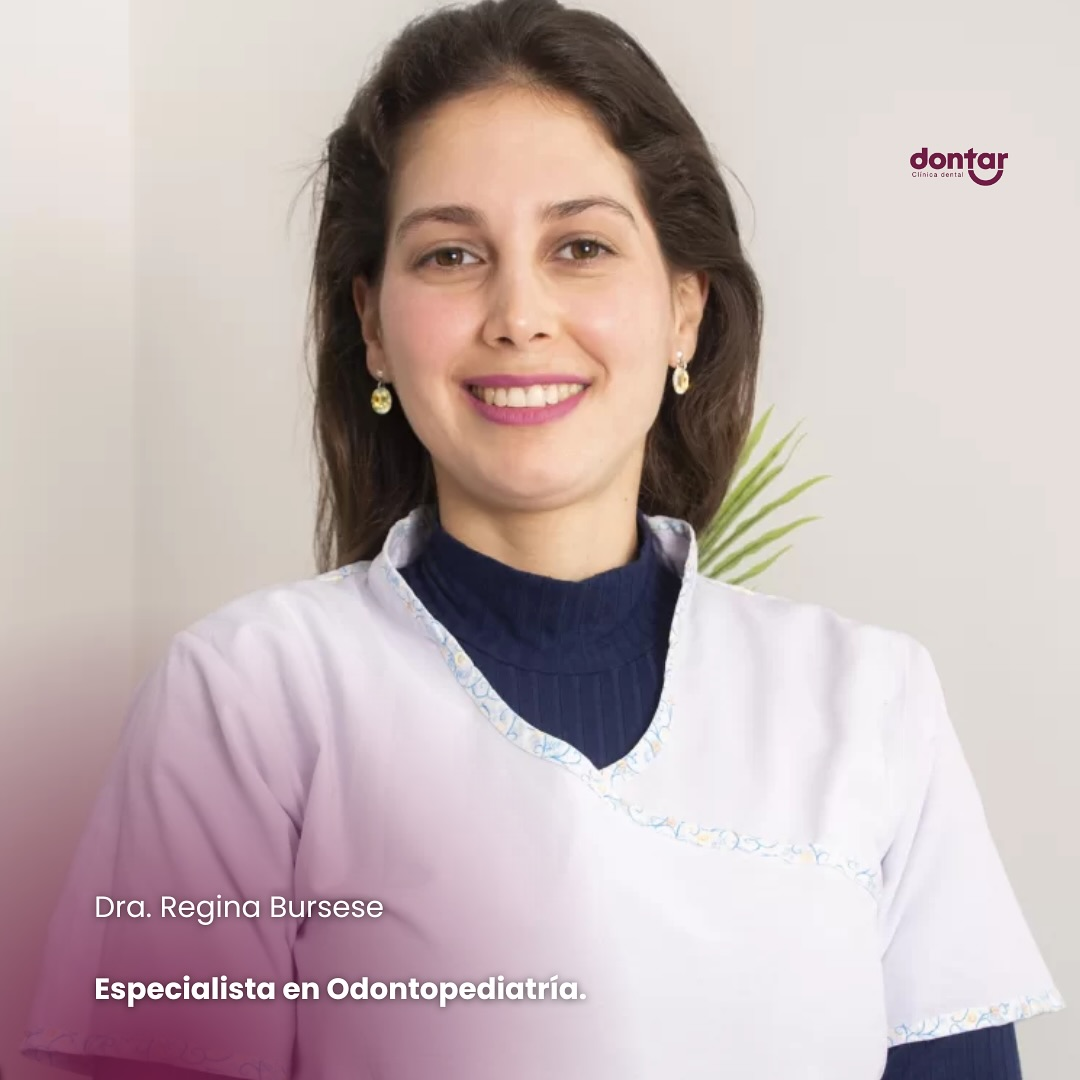 dontar
Clínica dental
Dra. Regina Bursese
Especialista en Odontopediatría.